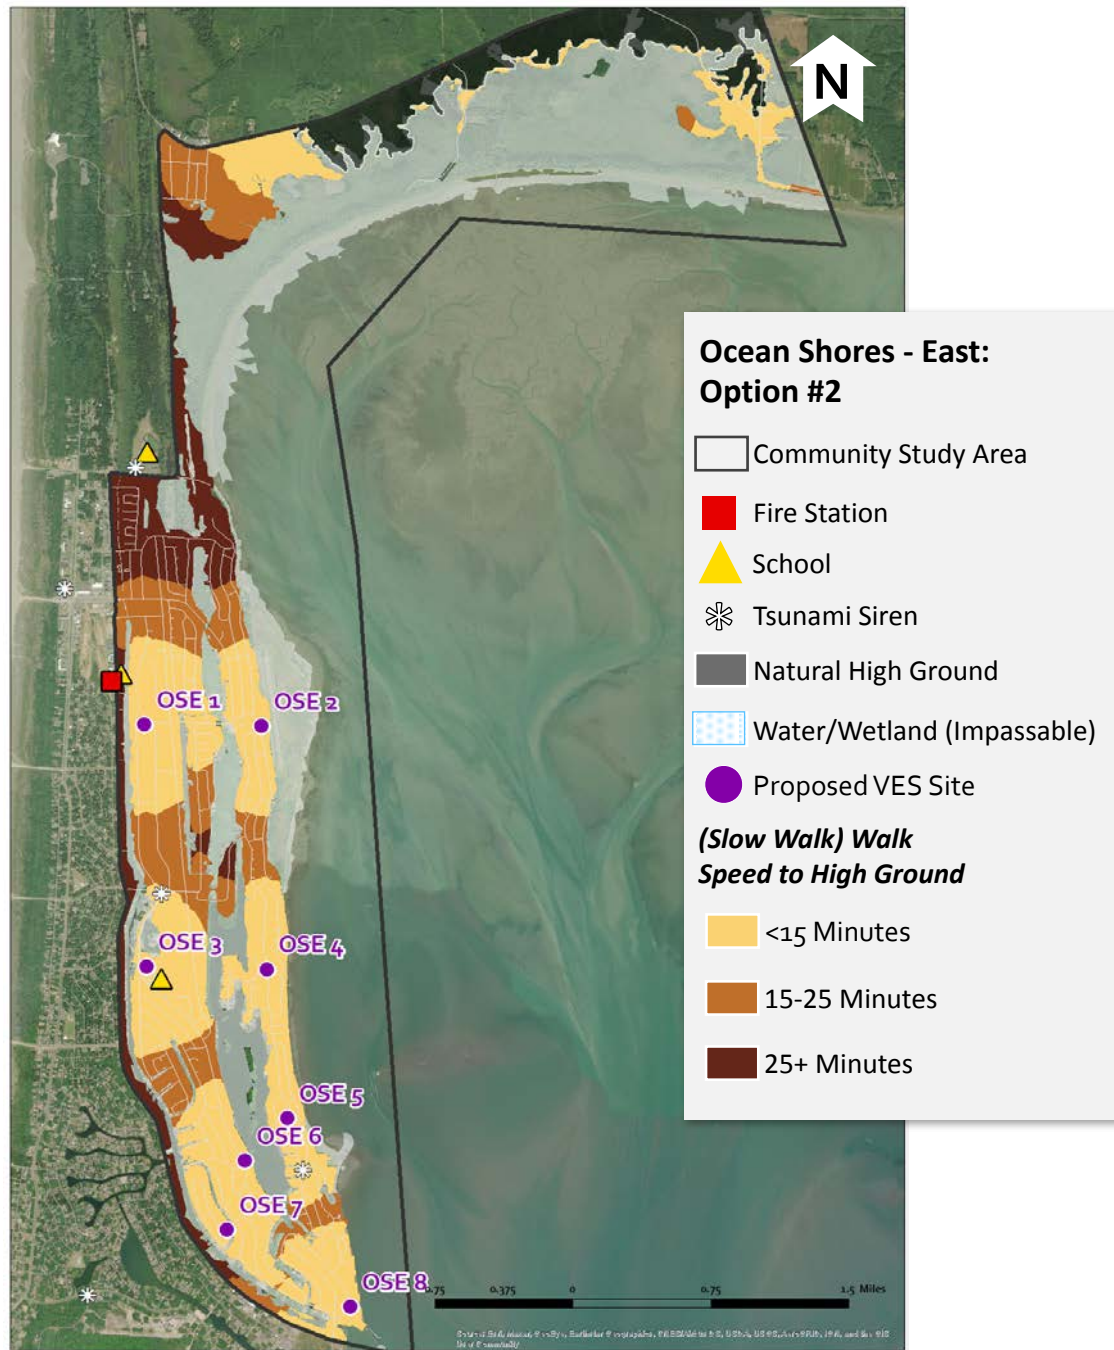 N
Ocean Shores - East:
Option #2
Community Study Area
Fire Station
School
Tsunami Siren
Natural High Ground
Water/Wetland (Impassable)
Proposed VES Site
(Slow Walk) Walk
Speed to High Ground
<15 Minutes
15-25 Minutes
25+ Minutes
OSE 1
OSE 2
OSE 3
OSE 4
OSE 5
OSE 6
OSE 7
OSE 8
0.75 0.375 0 0.75 1.5 Miles